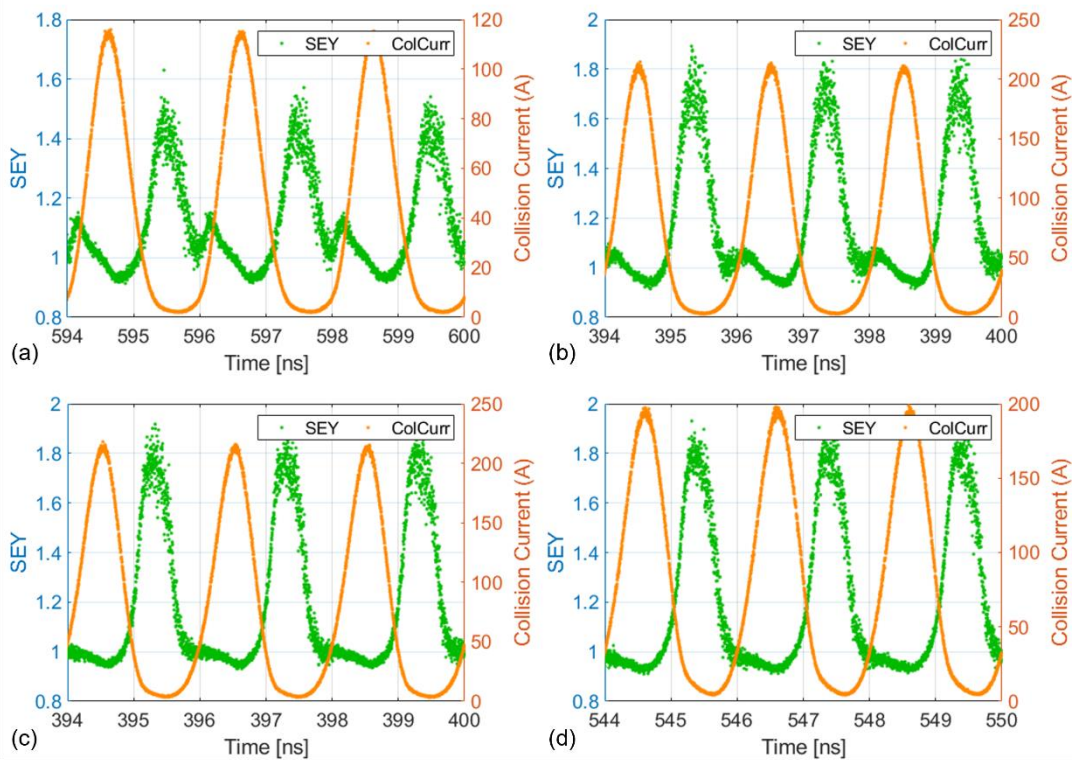 1.8
1.6
1.4
1.2
1
0.8
SEY
SEY ColCurr
120
100
80
60
40
20
0
Collision Current (A)
594 595 596 597 598 599 600
Time [ns]
(a)
2
1.8
1.6
1.4
1.2
1
0.8
SEY
SEY ColCurr
250
200
150
100
50
0
Collision Current (A)
394 395 396 397 398 399 400
Time [ns]
(b)
2
1.8
1.6
1.4
1.2
1
0.8
SEY
SEY ColCurr
250
200
150
100
50
0
Collision Current (A)
394 395 396 397 398 399 400
Time [ns]
(c)
2
1.8
1.6
1.4
1.2
1
0.8
SEY
SEY ColCurr
200
150
100
50
0
Collision Current (A)
544 545 546 547 548 549 550
Time [ns]
(d)